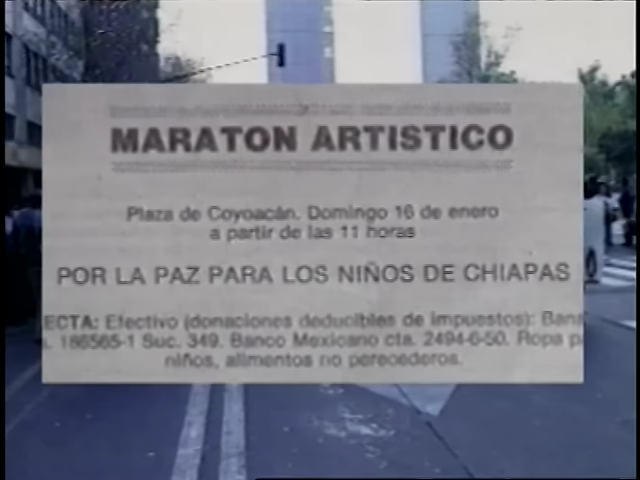 MARATON ARTISTICO
Plaza de Coyoacán. Domingo 16 de enero
a partir de las 11 horas
POR LA PAZ PARA LOS NIÑOS DE CHIAPAS
ECTA: Efectivo (donaciones deducibles de impuestos): Bana
. 186565-1 Suc. 349. Banco Mexicano cta. 2494-6-50. Ropa p
niños, alimentos no perecederos.